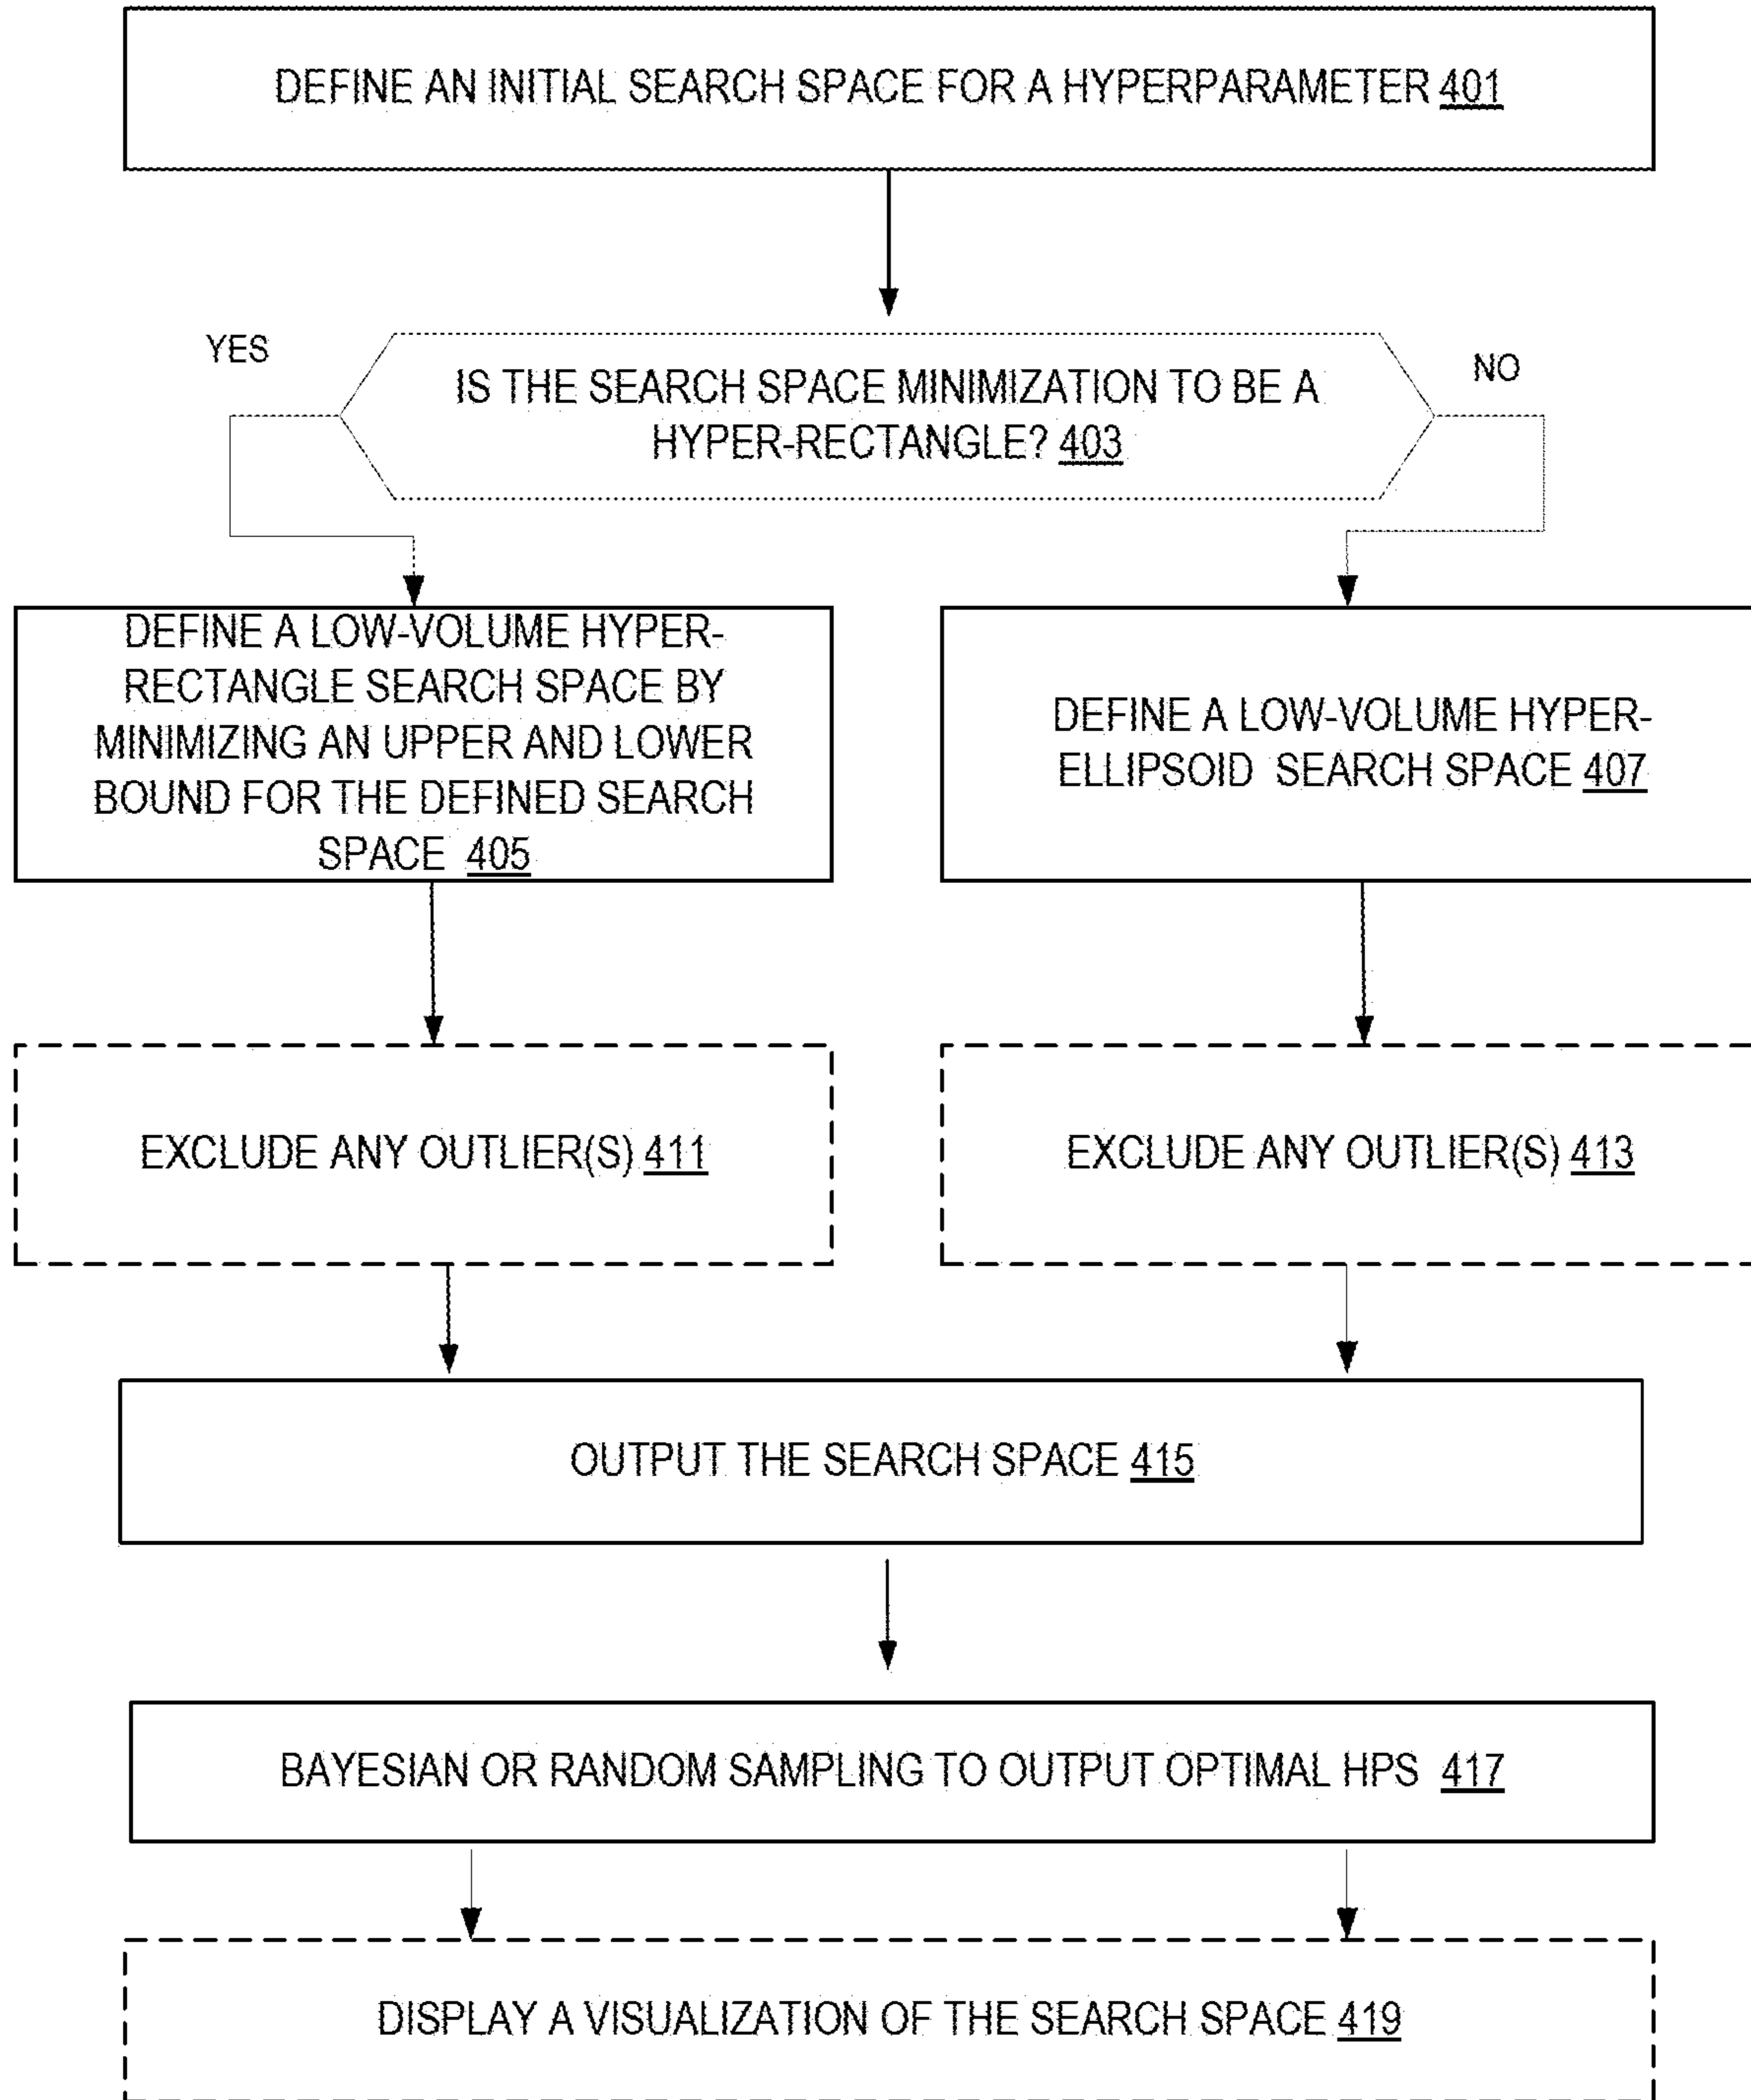 DEFINE AN INITIAL SEARCH SPACE FOR A HYPERPARAMETER 401
YES
IS THE SEARCH SPACE MINIMIZATION TO BE A
HYPER-RECTANGLE? 403
NO
DEFINE A LOW-VOLUME HYPER-
RECTANGLE SEARCH SPACE BY
MINIMIZING AN UPPER AND LOWER
BOUND FOR THE DEFINED SEARCH
SPACE 405
DEFINE A LOW-VOLUME HYPER-
ELLIPSOID SEARCH SPACE 407
EXCLUDE ANY OUTLIER(S) 411
EXCLUDE ANY OUTLIER(S) 413
OUTPUT THE SEARCH SPACE 415
BAYESIAN OR RANDOM SAMPLING TO OUTPUT OPTIMAL HPS 417
DISPLAY A VISUALIZATION OF THE SEARCH SPACE 419